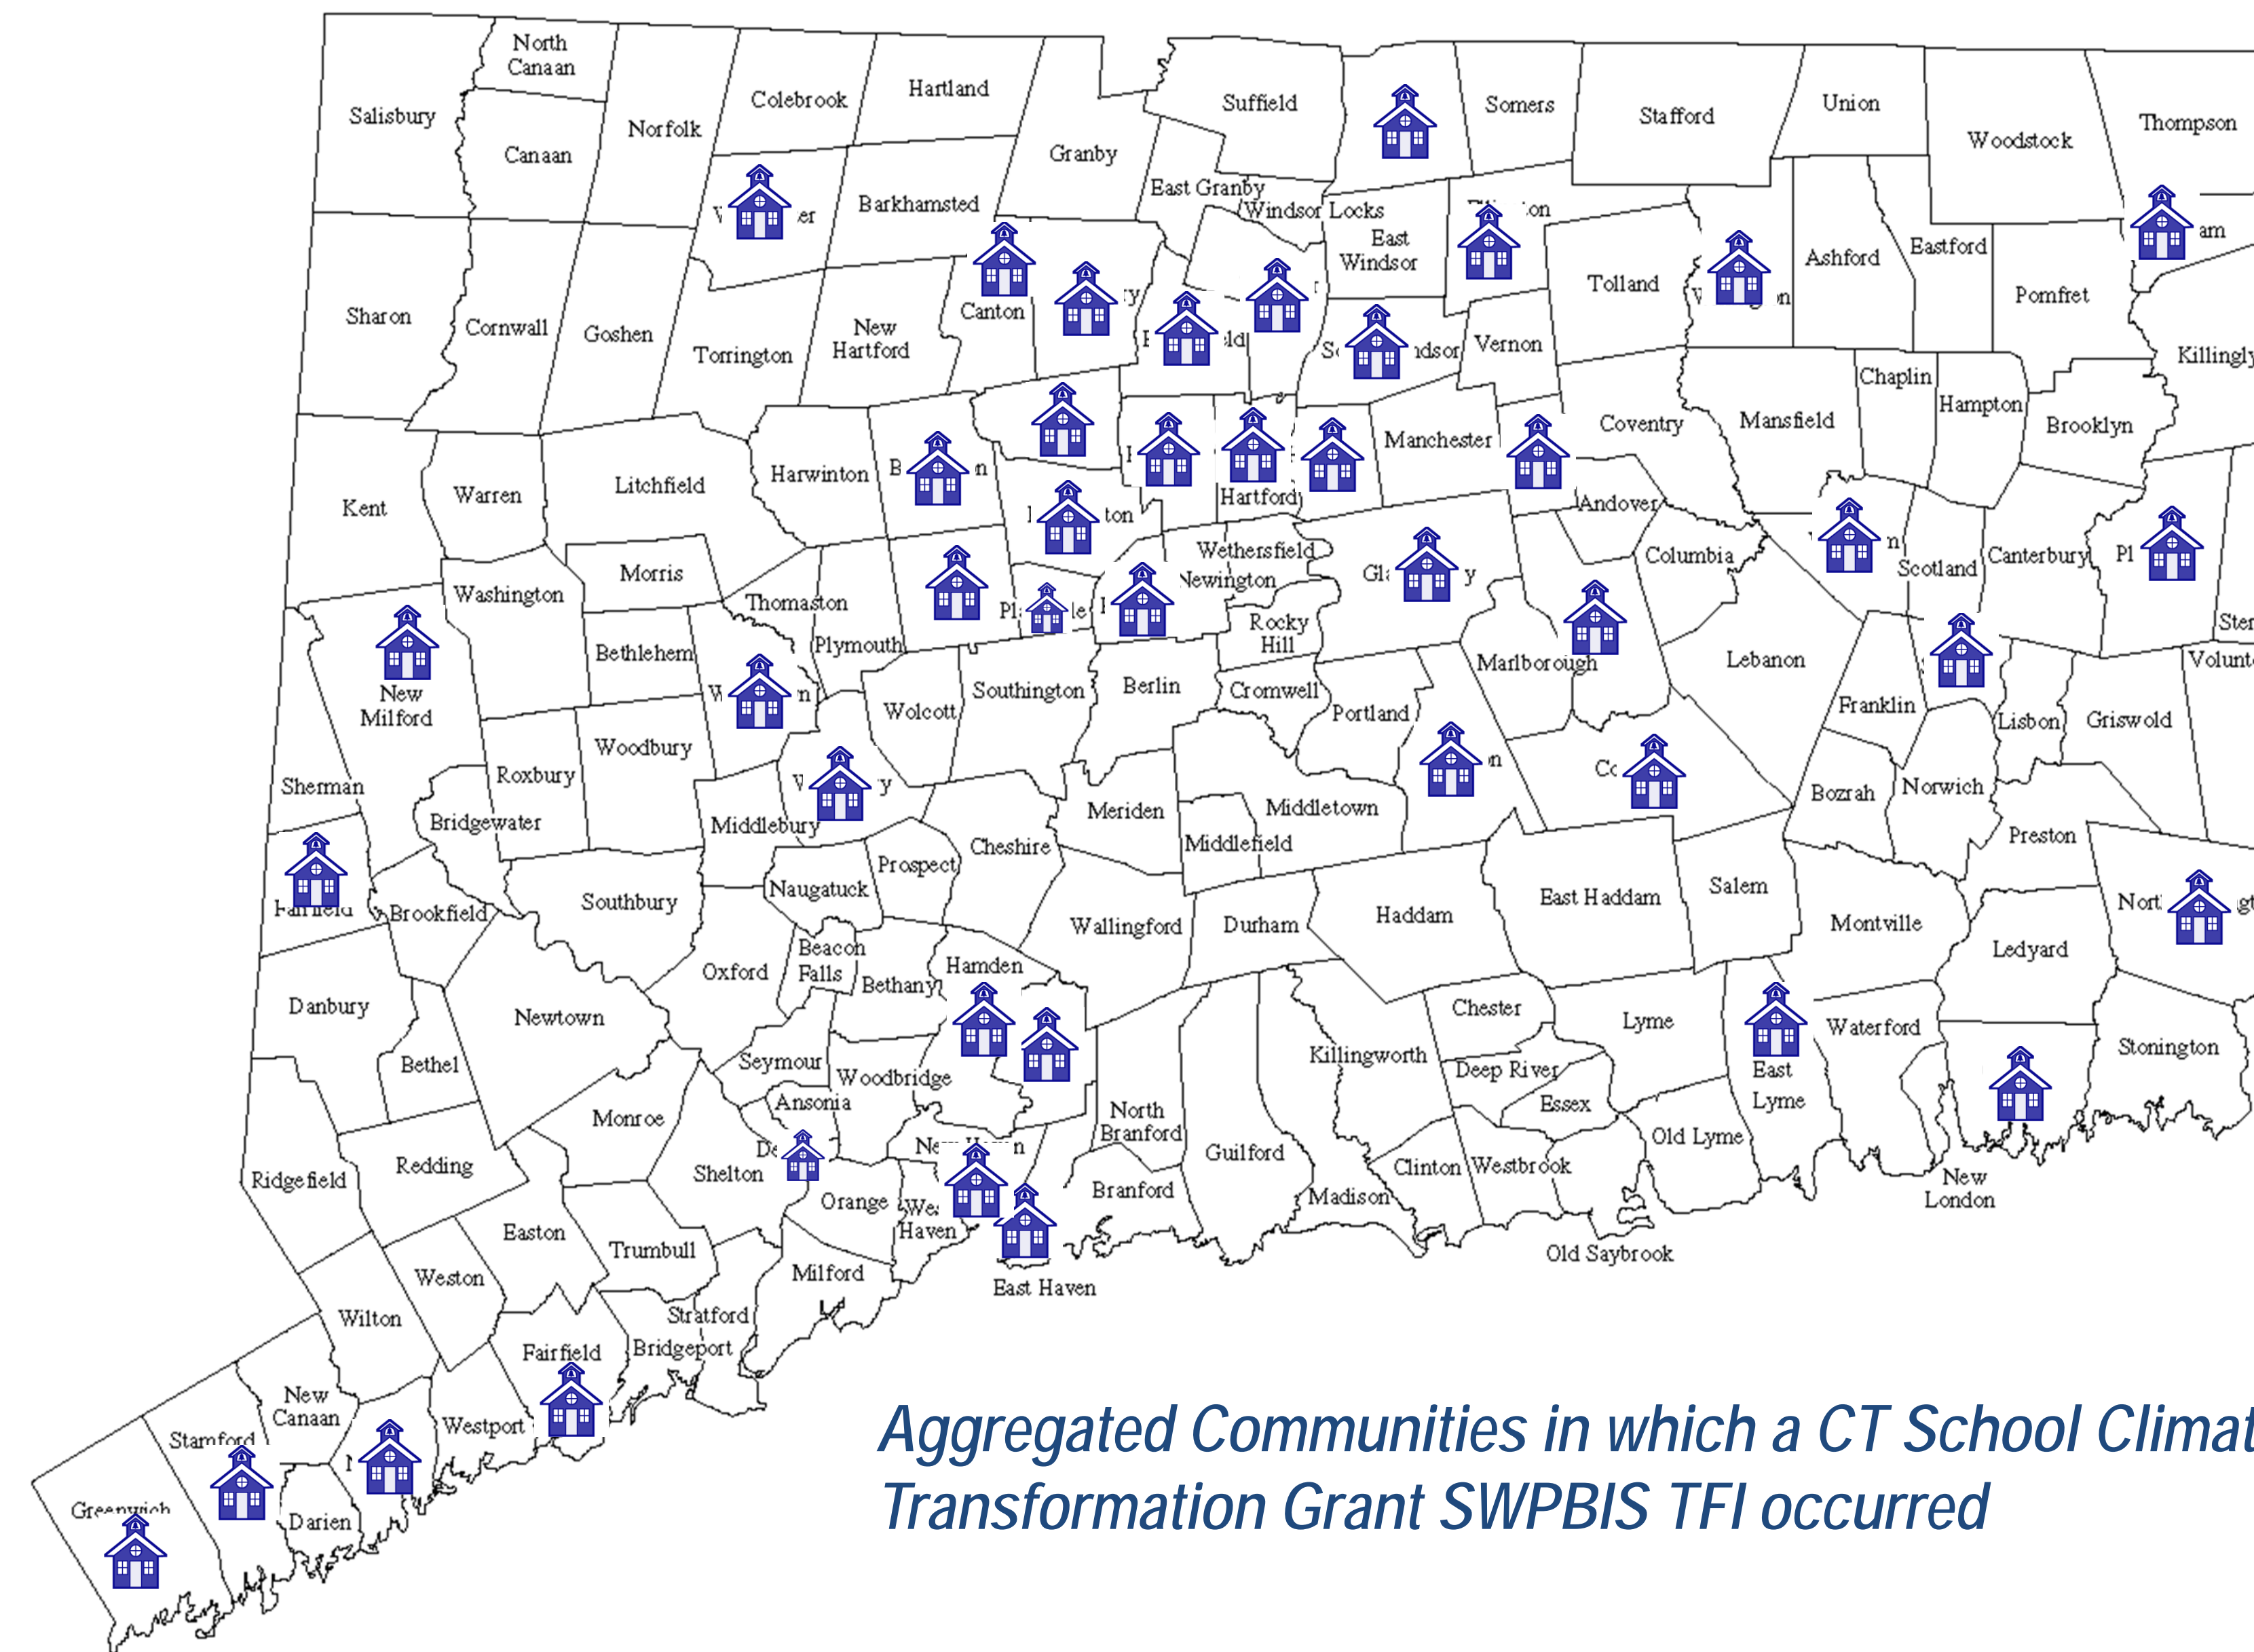 North
Canaan
Salisbury
Colebrook
Hartland
Suffield
Somers
Stafford
Union
Woodstock
Thompson
Norfolk
Canaan
Granby
East Granby
Barkhamsted
Windsor Locks
East
Windsor
Ashford
Eastford
Tolland
Pomfret
Sharon
Cornwall
Goshen
Torrington
New
Hartford
Canton
Vernon
Killingly
Chaplin
Hampton
Mansfield
Brooklyn
Coventry
Manchester
Harwinton
Litchfield
Warren
Kent
Hartford
Andover
Wethersfield
Columbia
Canterbury
Scotland
Newington
Morris
Washington
Thomaston
Rocky
Hill
Plymouth
Bethlehem
Marlborough
Lebanon
New
Milford
Southington
Berlin
Cromwell
Wolcott
Portland
Franklin
Lisbon
Griswold
Woodbury
Roxbury
Sherman
Bridgewater
Middlebury
Meriden
Middletown
Middlefield
Bozrah
Norwich
Preston
Cheshire
Prospect
Naugatuck
Southbury
Brookfield
Wallingford
Durham
Haddam
East Haddam
Salem
Montville
Ledyard
Beacon
Falls
Oxford
Bethany
Hamden
Danbury
Newtown
Chester
Lyme
Waterford
Stonington
Bethel
Seymour
Woodbridge
Killingworth
Deep River
East
Lyme
Ansonia
Essex
Monroe
North
Branford
Guilford
Old Lyme
Redding
Ridgefield
Shelton
Orange
Haven
Branford
Madison
Clinton
Westbrook
New
London
Easton
Trumbull
Old Saybrook
Weston
Milford
East Haven
Wilton
Stratford
Bridgeport
Fairfield
New
Canaan
Westport
Stamford
Darien
Greenwich
Aggregated Communities in which a CT School Climat
Transformation Grant SWPBIS TFI occurred